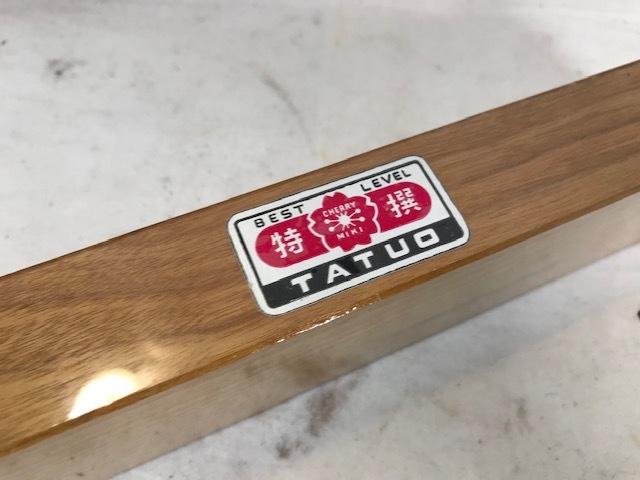 BEST LEVEL
特 CHERRY MIKI 撰
TATUO